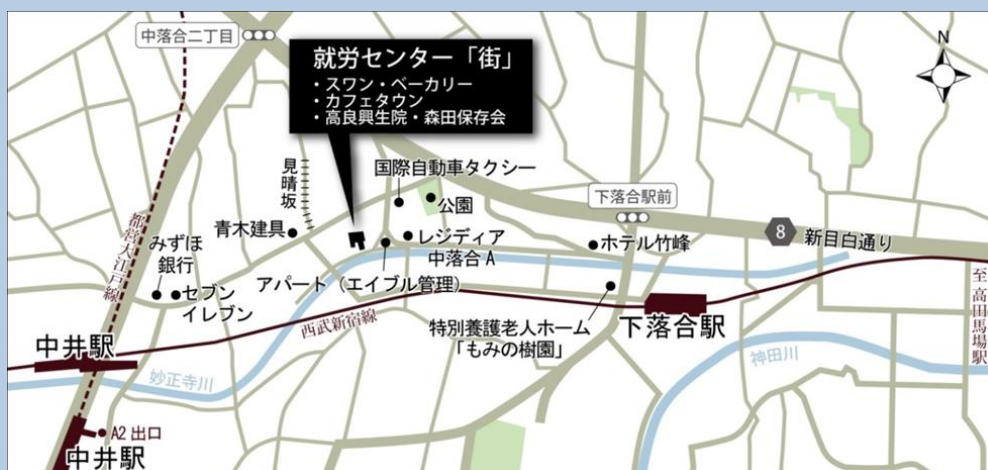 中落合二丁目
就労センター「街」
・スワン・ベーカリー
・カフェタウン
・高良興生院・森田保存会
N
見晴坂
国際自動車タクシー
公園
下落合駅前
青木建具
レジディア
中落合 A
ホテル竹峰
8
新目白通り
都営大江戸線
みずほ
銀行
セブン
イレブン
アパート（エイブル管理）
西武新宿線
特別養護老人ホーム
「もみの樹園」
下落合駅
至高田馬場駅
中井駅
妙正寺川
神田川
A2 出口
中井駅